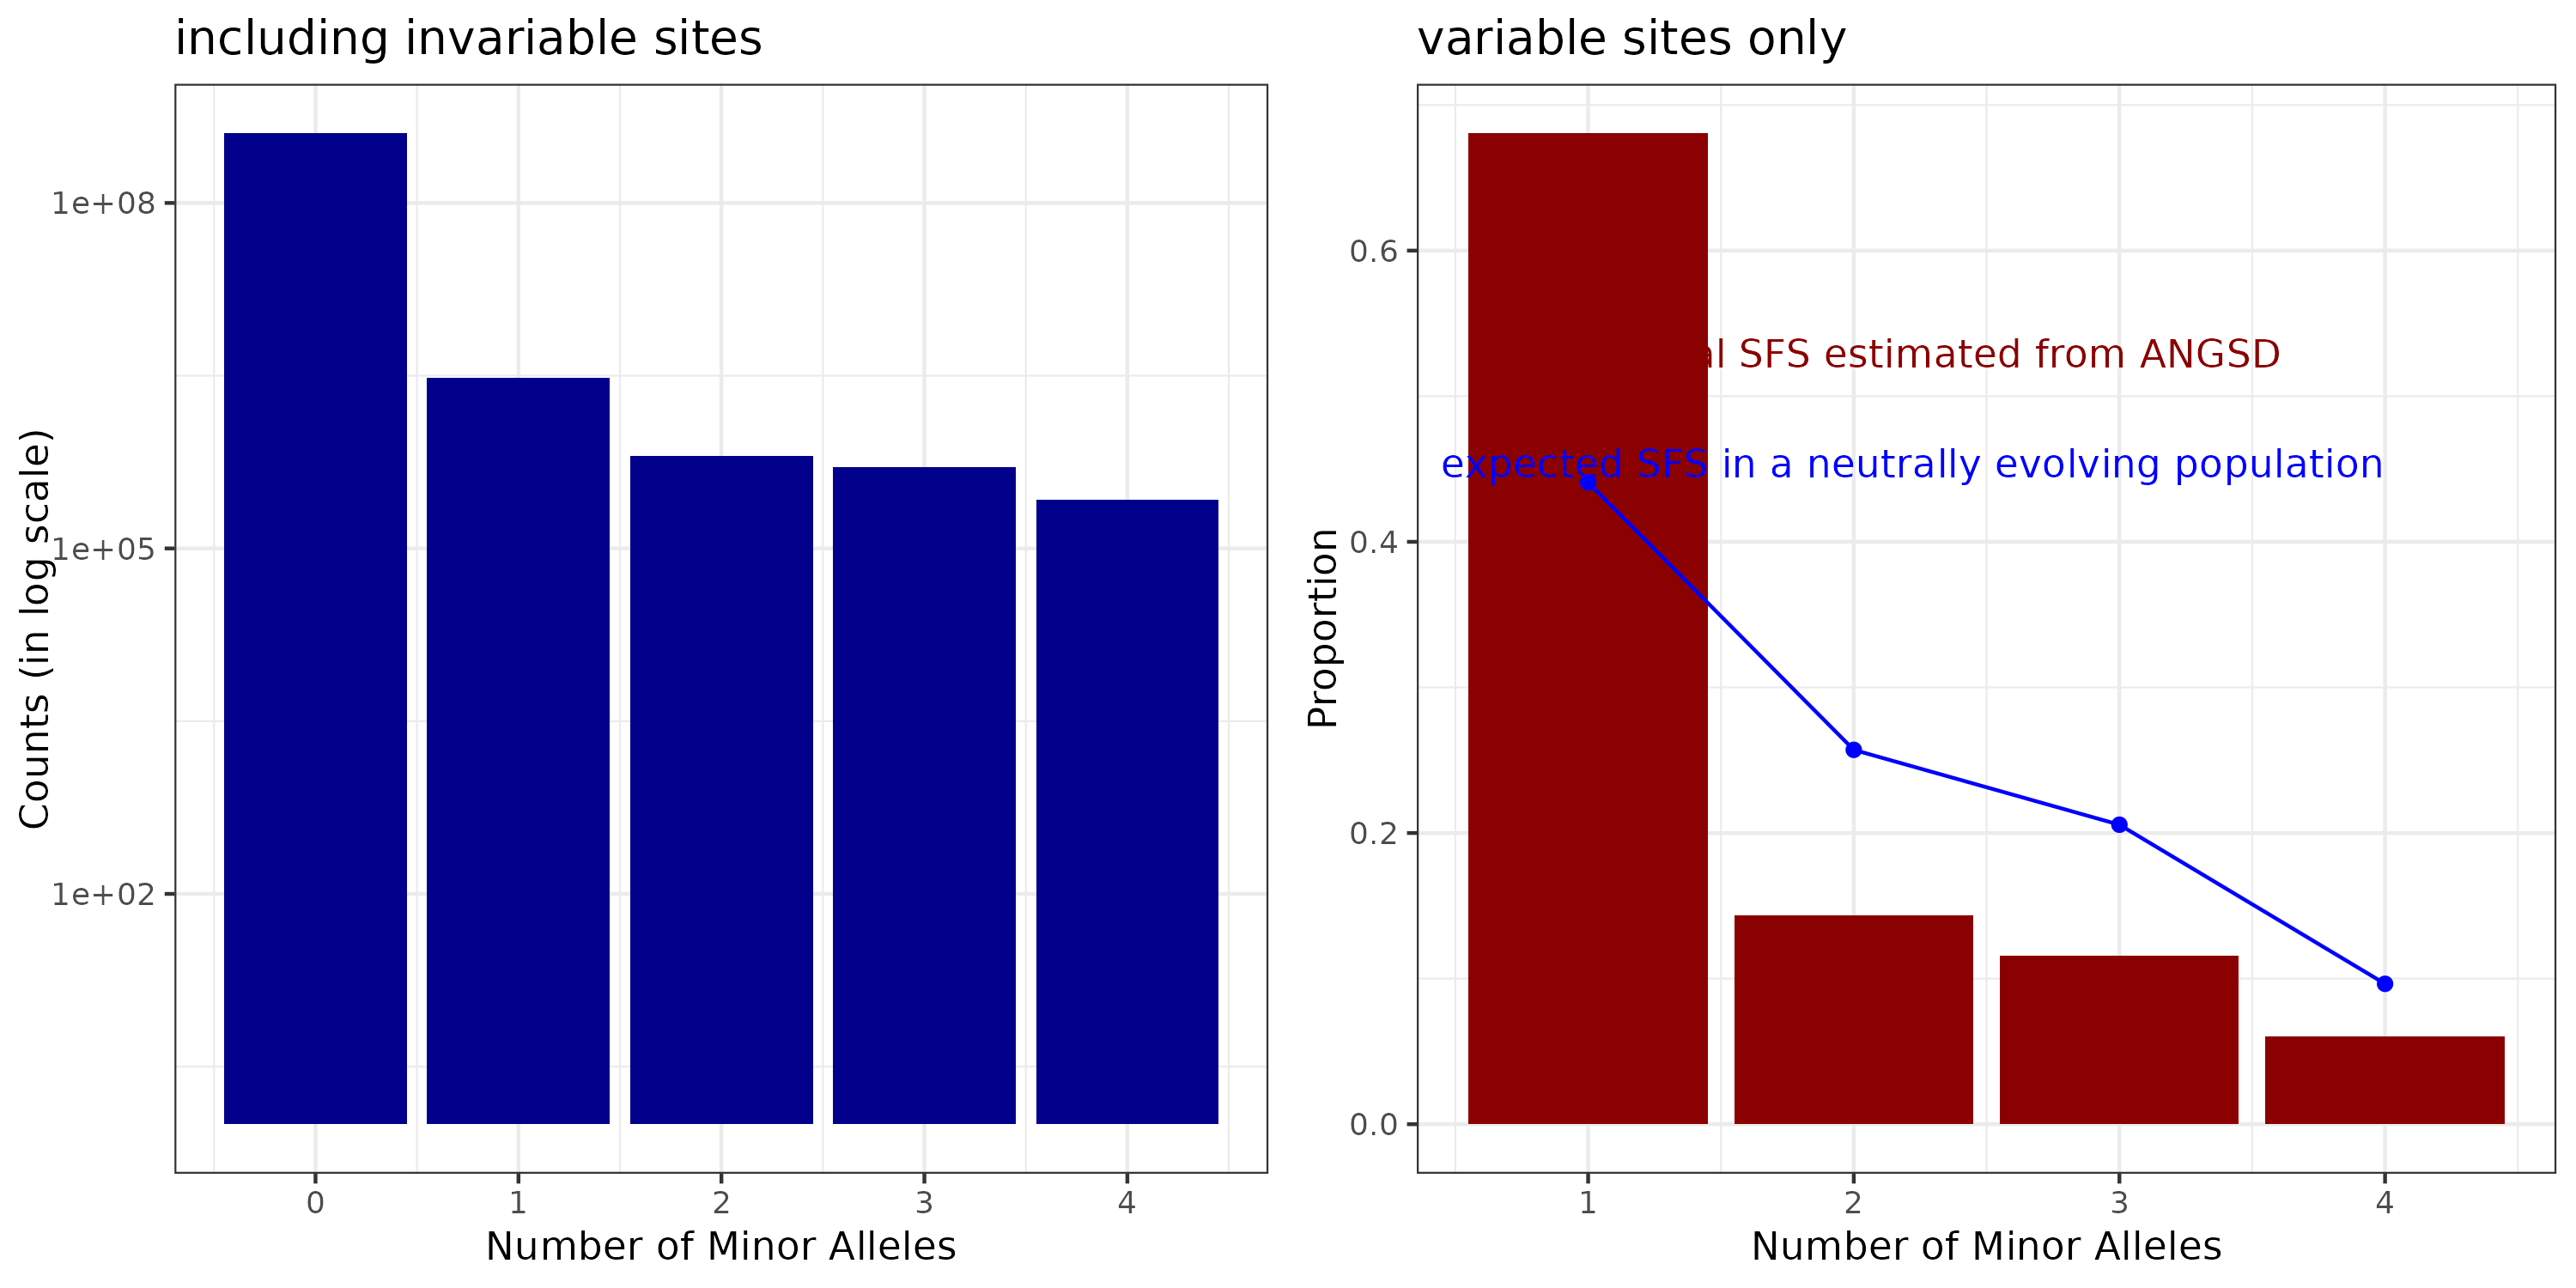 including invariable sites
Counts (in log scale)
1e+08
1e+05
1e+02
0 1 2 3 4
Number of Minor Alleles
variable sites only
Proportion
0.6
0.4
0.2
0.0
SFS estimated from ANGSD
expected SFS in a neutrally evolving population
1 2 3 4
Number of Minor Alleles